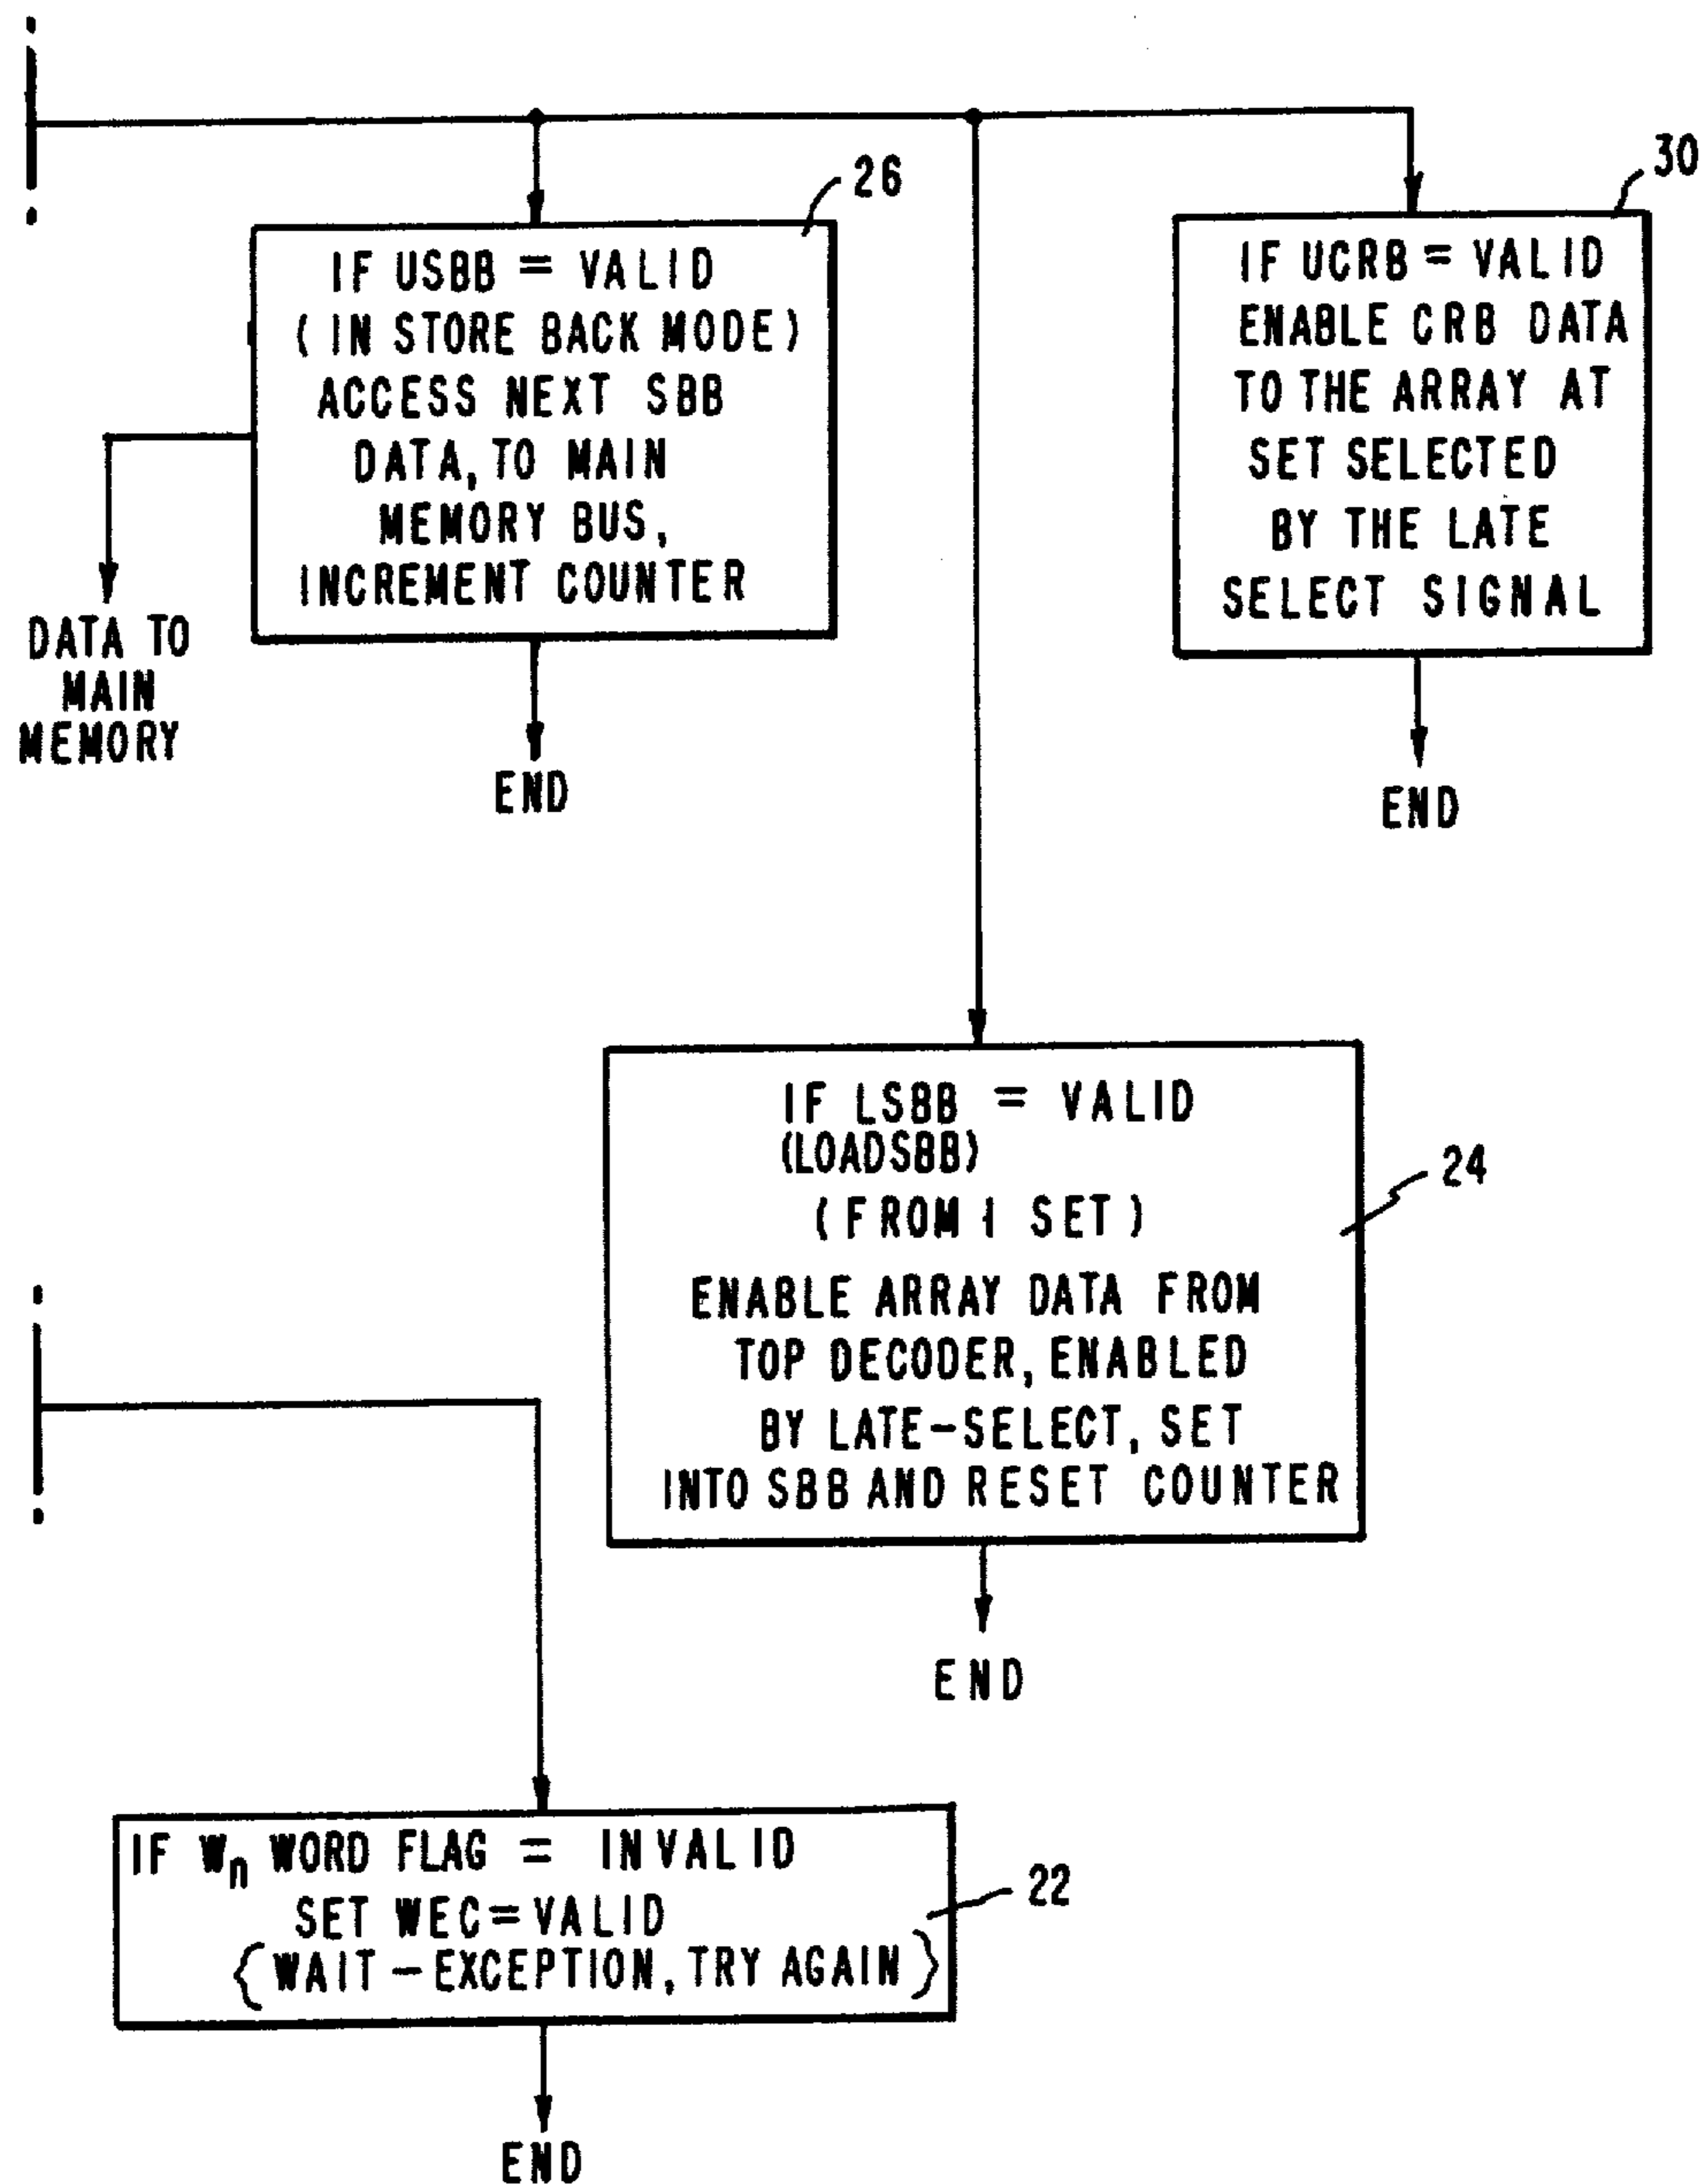 26
IF USBB = VALID
( IN STORE BACK MODE )
ACCESS NEXT SBB
DATA, TO MAIN
MEMORY BUS,
INCREMENT COUNTER
DATA TO
MAIN
MEMORY
END
30
IF UCRB = VALID
ENABLE CRB DATA
TO THE ARRAY AT
SET SELECTED
BY THE LATE
SELECT SIGNAL
END
24
IF LSBB = VALID
(LOADSBB)
( FROM 1 SET )
ENABLE ARRAY DATA FROM
TOP DECODER, ENABLED
BY LATE-SELECT, SET
INTO SBB AND RESET COUNTER
END
22
IF Wn WORD FLAG = INVALID
SET WEC=VALID
{WAIT-EXCEPTION, TRY AGAIN}
END